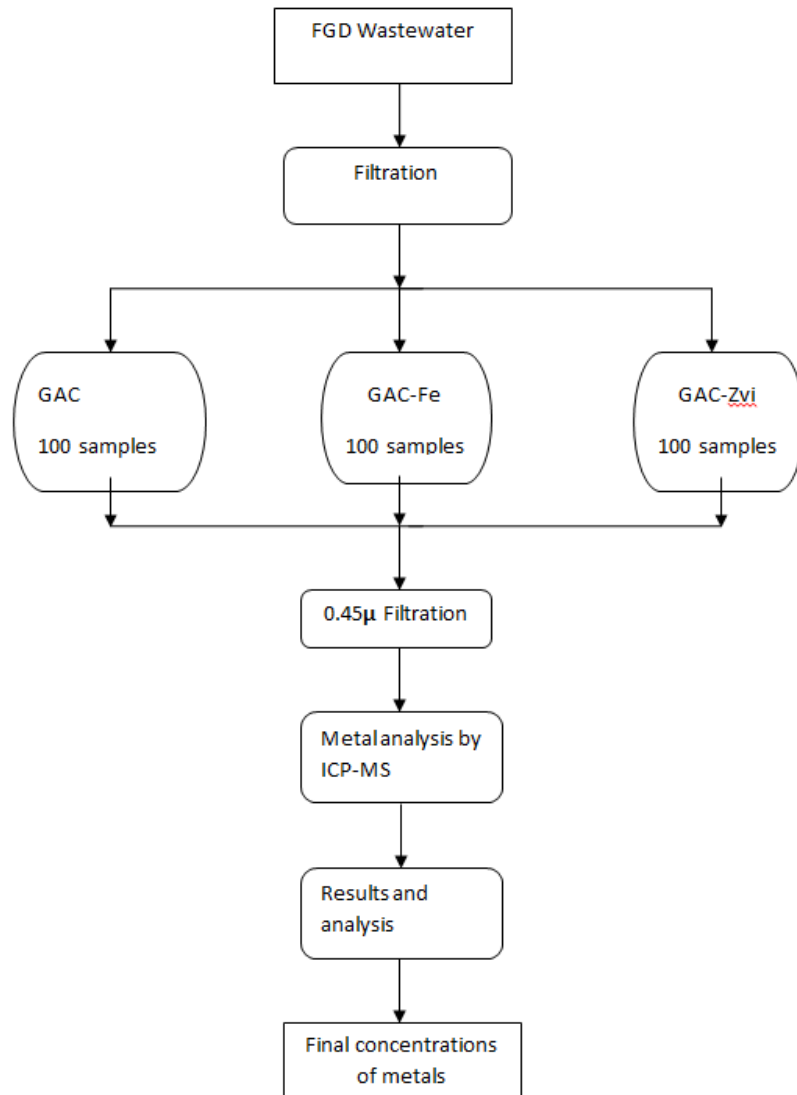 FGD Wastewater
Filtration
GAC
100 samples
GAC-Fe
100 samples
GAC-Zvi
100 samples
0.45μ Filtration
Metal analysis by
ICP-MS
Results and
analysis
Final concentrations
of metals